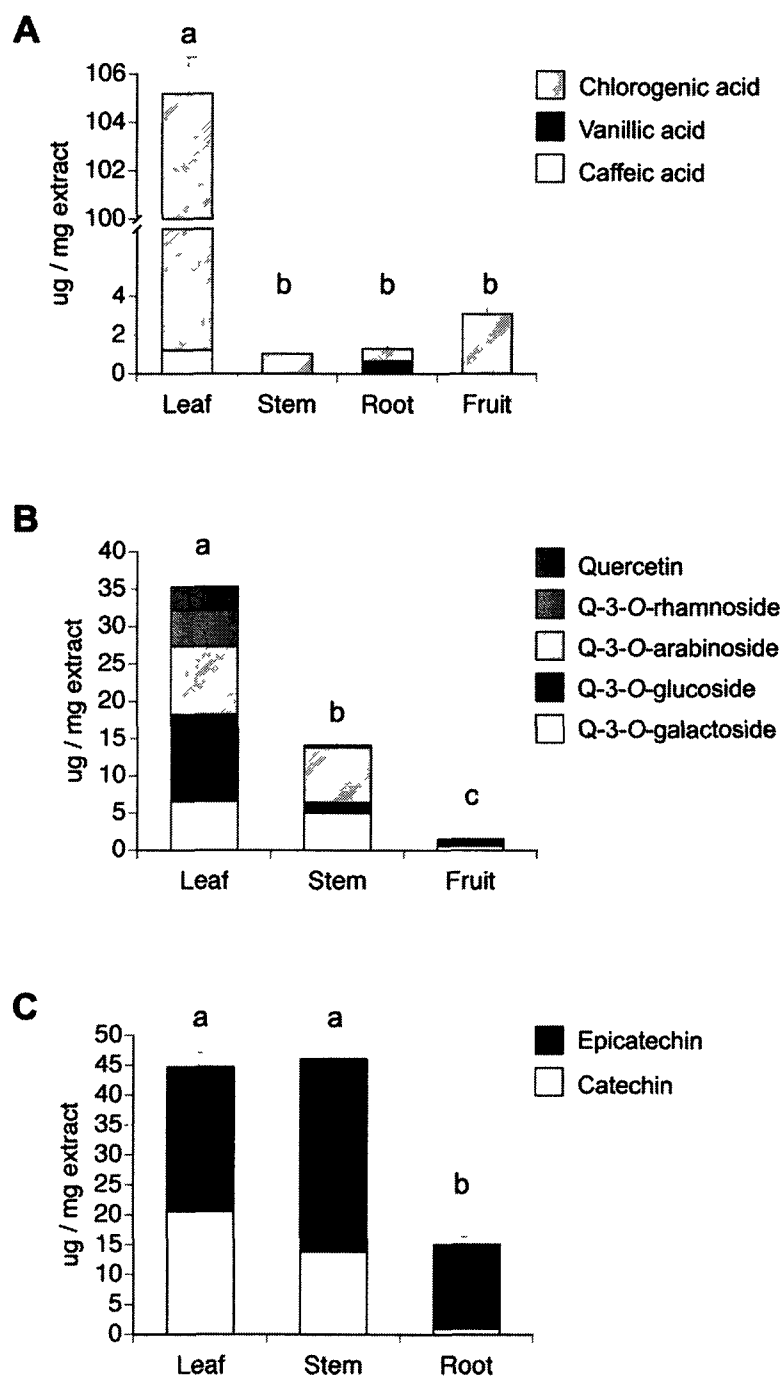 A
a
106
104
102
100
4
2
0
ug / mg extract
b
b
b
Leaf
Stem
Root
Fruit
Chlorogenic acid
Vanillic acid
Caffeic acid
B
a
40
35
30
25
20
15
10
5
0
ug / mg extract
b
c
Leaf
Stem
Fruit
Quercetin
Q-3-O-rhamnoside
Q-3-O-arabinoside
Q-3-O-glucoside
Q-3-O-galactoside
C
a
a
50
45
40
35
30
25
20
15
10
5
0
ug / mg extract
b
Leaf
Stem
Root
Epicatechin
Catechin